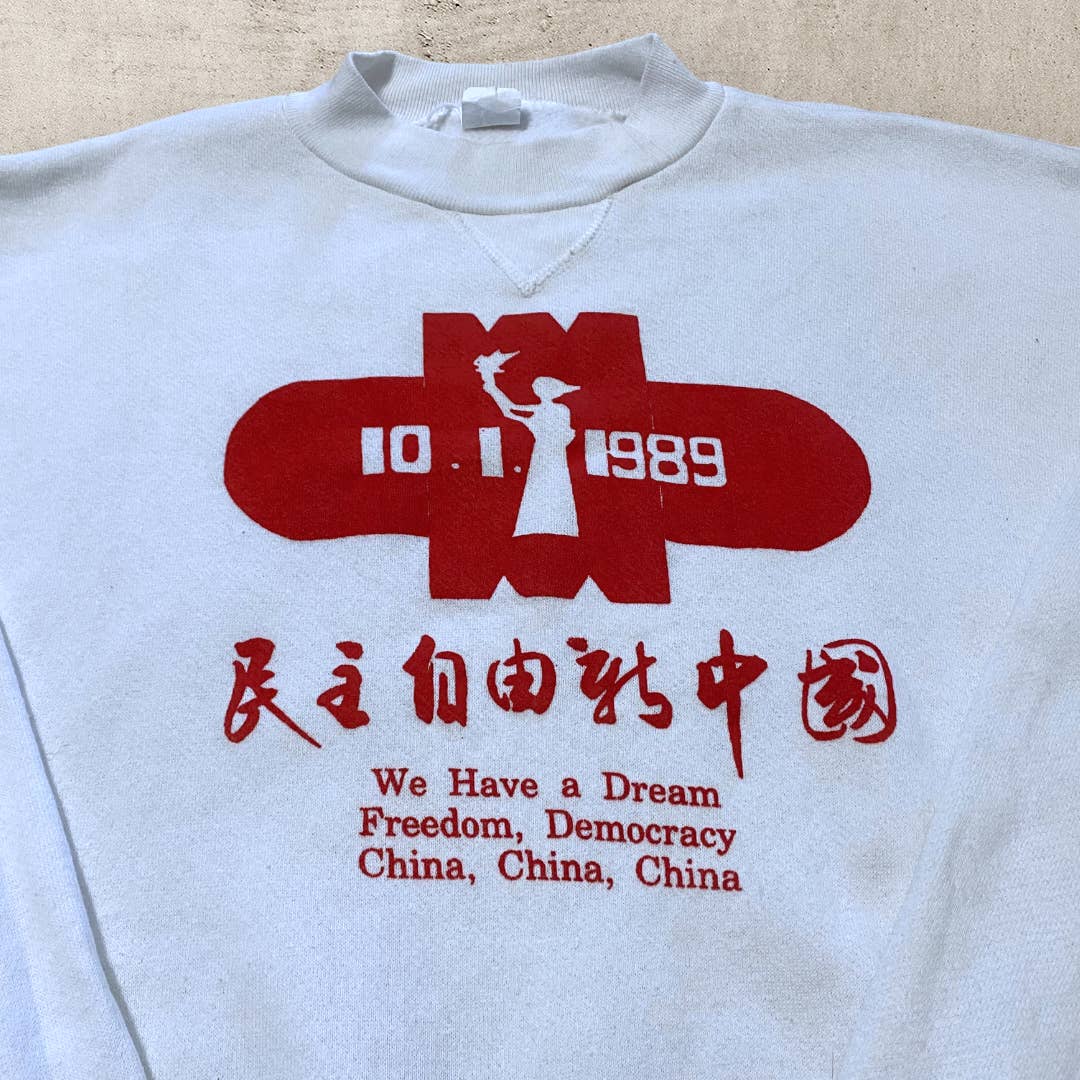 10.1.1989
民主自由新中國
We Have a Dream
Freedom, Democracy
China, China, China